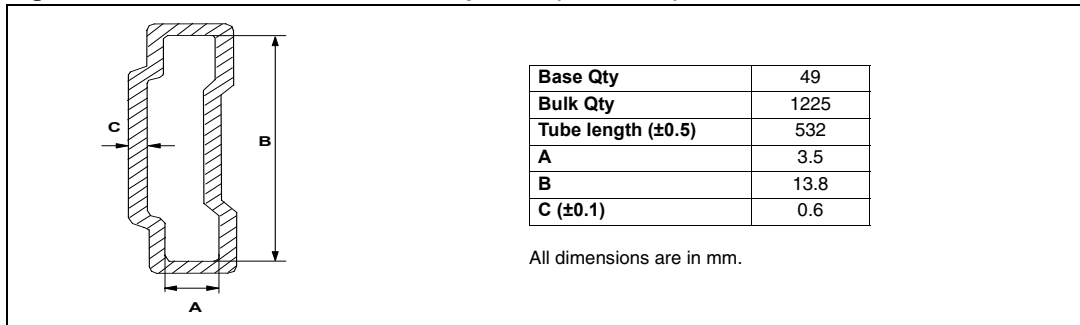 C
B
A
Base Qty 49
Bulk Qty 1225
Tube length (±0.5) 532
A 3.5
B 13.8
C (±0.1) 0.6
All dimensions are in mm.